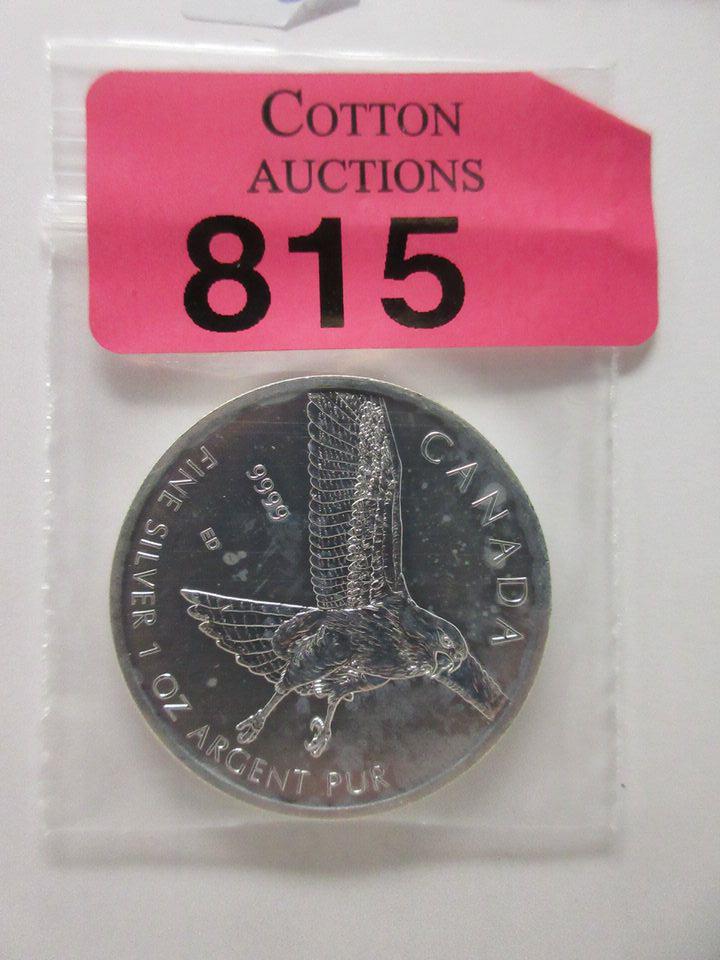 COTTON
AUCTIONS
815
CANADA
9999
ED
FINE SILVER 1 OZ ARGENT PUR